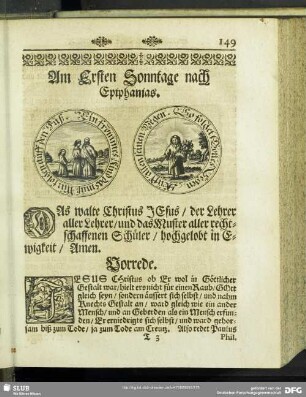 149
Am Ersten Sonntage nach
Epiphanias.
DAs walte Christus JEsus / der Lehrer
aller Lehrer / und das Muster aller recht-
schaffenen Schüler / hochgelobt in E-
wigkeit / Amen.
Vorrede.
JESUS Christus ob Er wol in Göttlicher
Gestalt war / hielt ers nicht für einen Raub / GOtt
gleich seyn / sondern äussert sich selbst / und nahm
Knechts Gestalt an / ward gleich wie ein ander
Mensch / und an Geberden als ein Mensch erfun-
den / Er erniedrigte sich selbst / und ward gehor-
sam biß zum Tode / ja zum Tode am Creutz. Also redet Paulus
T 3
Phil.
SLUB